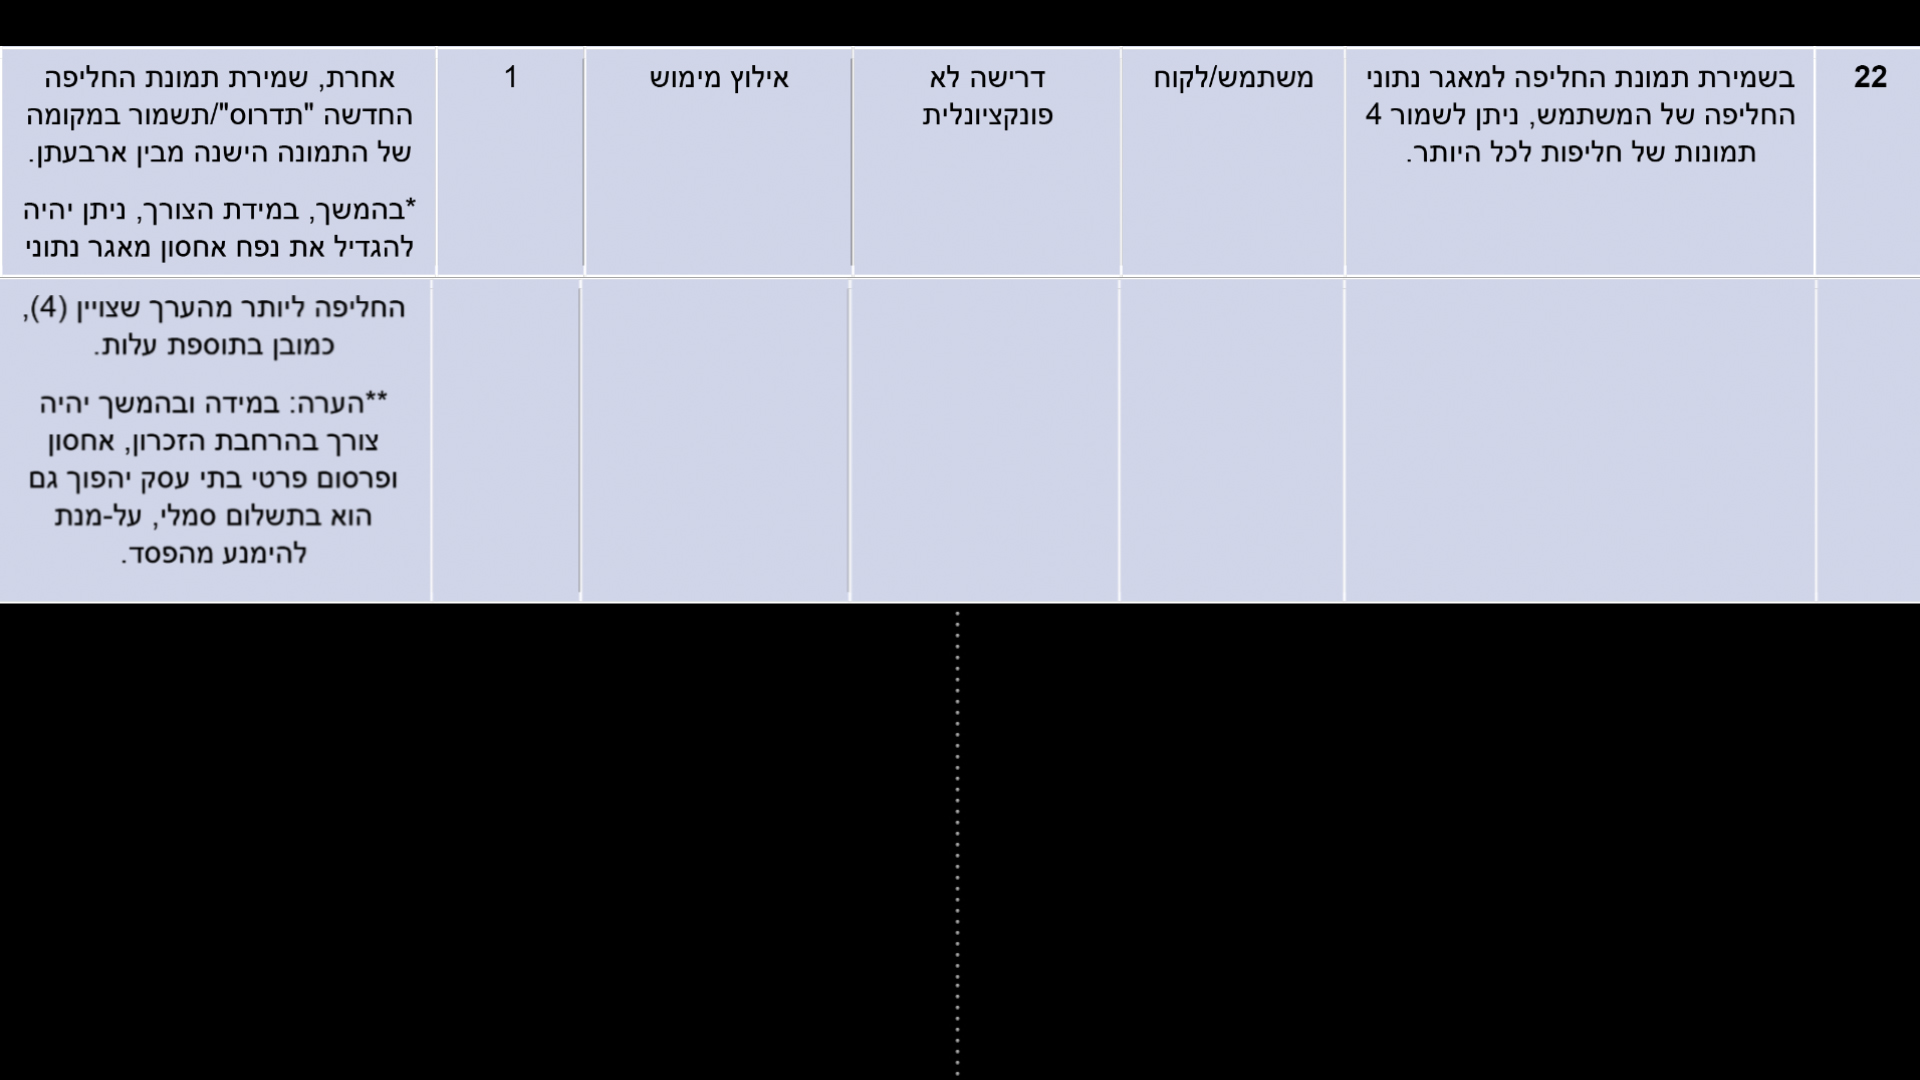 22
בשמירת תמונת החליפה למאגר נתוני
החליפה של המשתמש, ניתן לשמור 4
תמונות של חליפות לכל היותר.
משתמש/לקוח
דרישה לא
פונקציונלית
אילוץ מימוש
1
אחרת, שמירת תמונת החליפה
החדשה "תדרוס"/תשמור במקומה
של התמונה הישנה מבין ארבעתן.
*בהמשך, במידת הצורך, ניתן יהיה
להגדיל את נפח אחסון מאגר נתוני
החליפה ליותר מהערך שצויין (4),
כמובן בתוספת עלות.
**הערה: במידה ובהמשך יהיה
צורך בהרחבת הזכרון, אחסון
ופרסום פרטי בתי עסק יהפוך גם
הוא בתשלום סמלי, על-מנת
להימנע מהפסד.